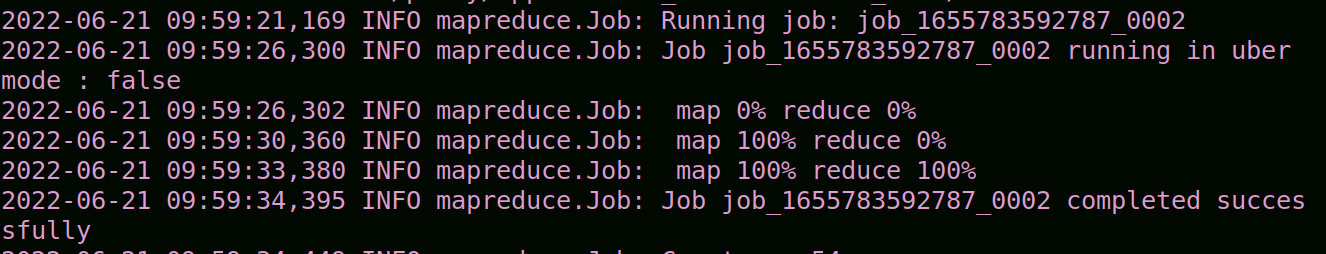 2022-06-21 09:59:21,169 INFO mapreduce.Job: Running job: job_1655783592787_0002
2022-06-21 09:59:26,300 INFO mapreduce.Job: Job job_1655783592787_0002 running in uber
mode : false
2022-06-21 09:59:26,302 INFO mapreduce.Job:  map 0% reduce 0%
2022-06-21 09:59:30,360 INFO mapreduce.Job:  map 100% reduce 0%
2022-06-21 09:59:33,380 INFO mapreduce.Job:  map 100% reduce 100%
2022-06-21 09:59:34,395 INFO mapreduce.Job: Job job_1655783592787_0002 completed succes
sfully